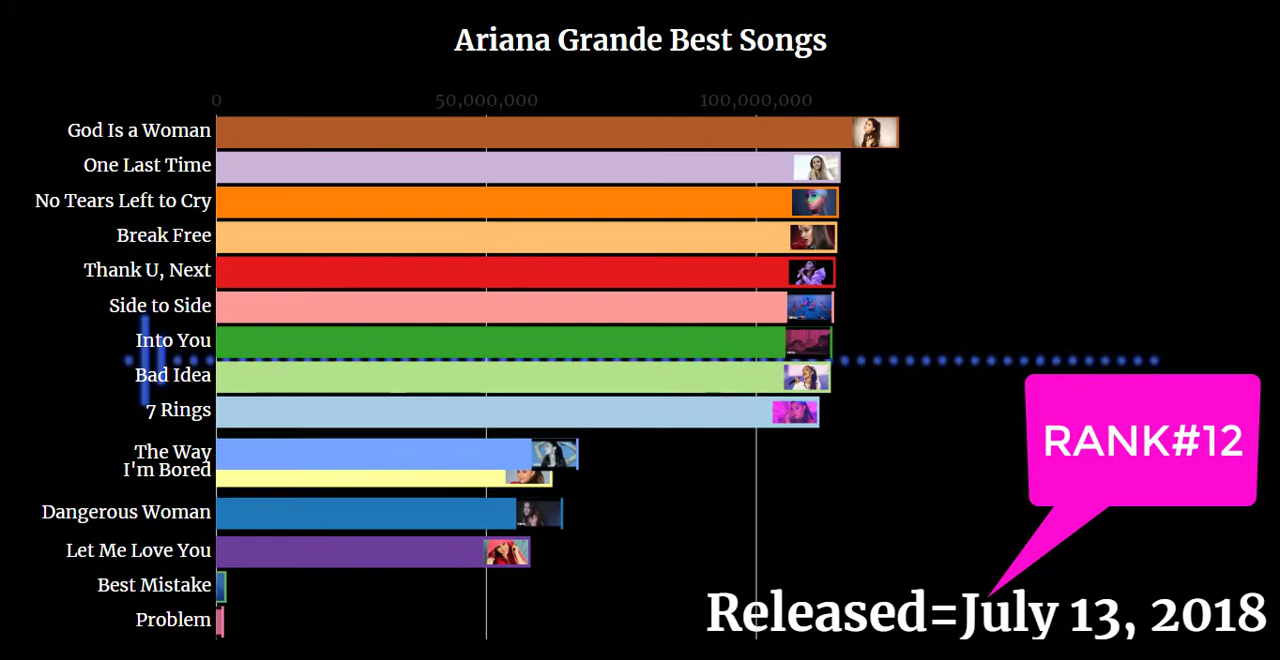 Ariana Grande Best Songs
0 50,000,000 100,000,000
God Is a Woman
One Last Time
No Tears Left to Cry
Break Free
Thank U, Next
Side to Side
Into You
Bad Idea
7 Rings
The Way
I'm Bored
Dangerous Woman
Let Me Love You
Best Mistake
Problem
RANK#12
Released=July 13, 2018